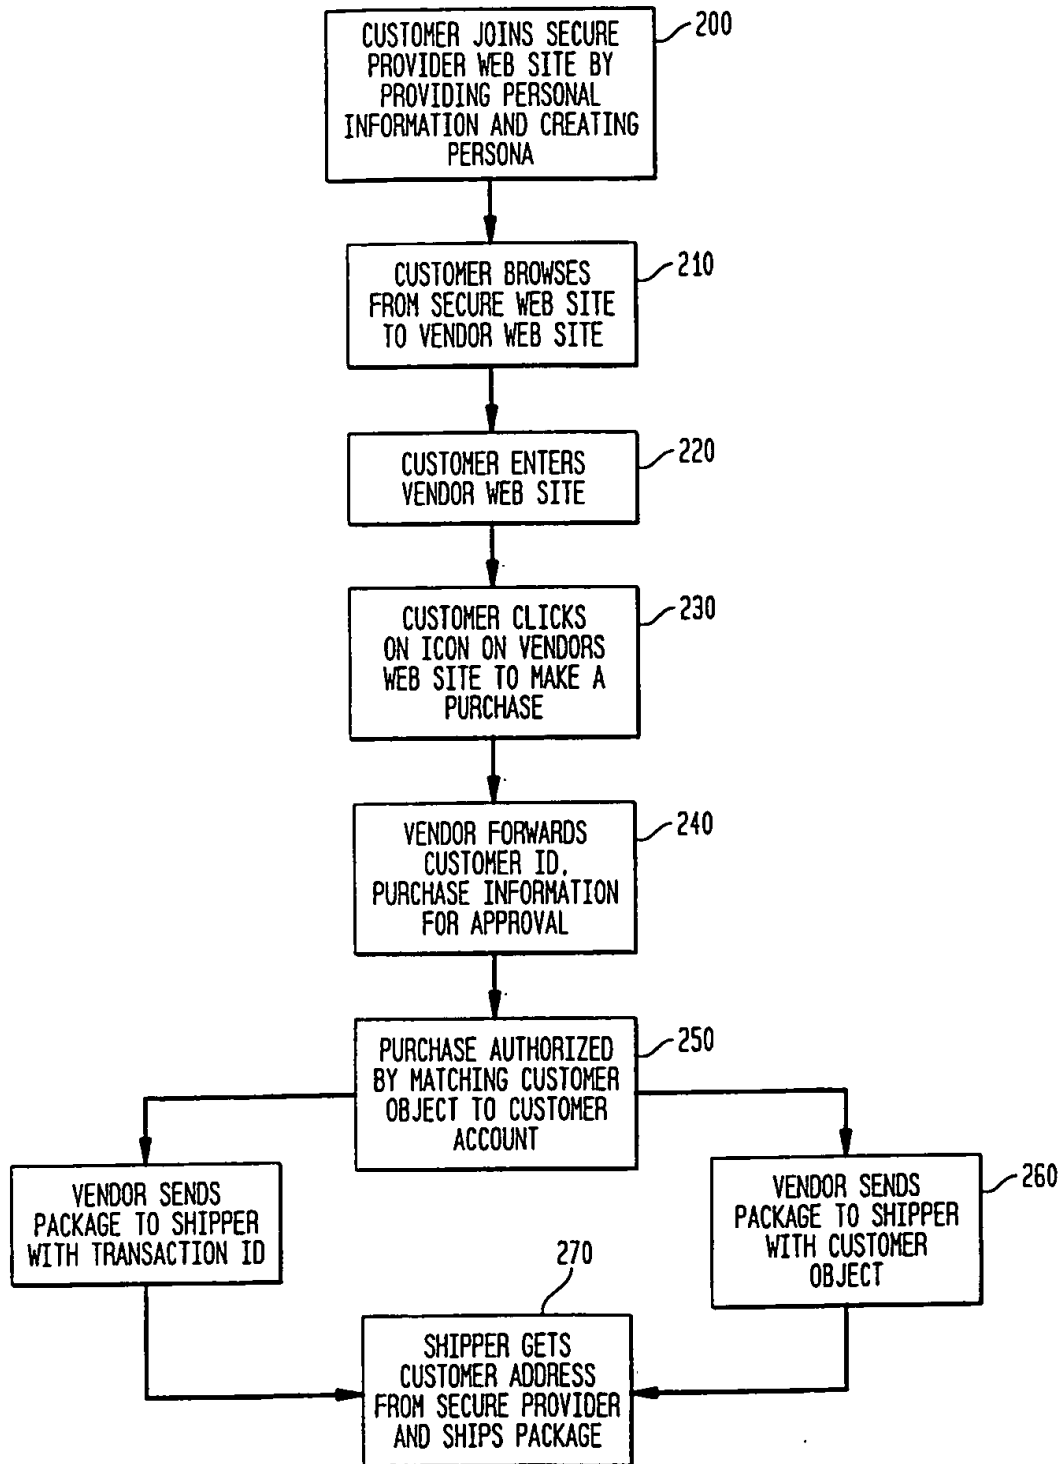 CUSTOMER JOINS SECURE
PROVIDER WEB SITE BY
PROVIDING PERSONAL
INFORMATION AND CREATING
PERSONA
200
CUSTOMER BROWSES
FROM SECURE WEB SITE
TO VENDOR WEB SITE
210
CUSTOMER ENTERS
VENDOR WEB SITE
220
CUSTOMER CLICKS
ON ICON ON VENDORS
WEB SITE TO MAKE A
PURCHASE
230
VENDOR FORWARDS
CUSTOMER ID,
PURCHASE INFORMATION
FOR APPROVAL
240
PURCHASE AUTHORIZED
BY MATCHING CUSTOMER
OBJECT TO CUSTOMER
ACCOUNT
250
VENDOR SENDS
PACKAGE TO SHIPPER
WITH TRANSACTION ID
VENDOR SENDS
PACKAGE TO SHIPPER
WITH CUSTOMER
OBJECT
260
270
SHIPPER GETS
CUSTOMER ADDRESS
FROM SECURE PROVIDER
AND SHIPS PACKAGE